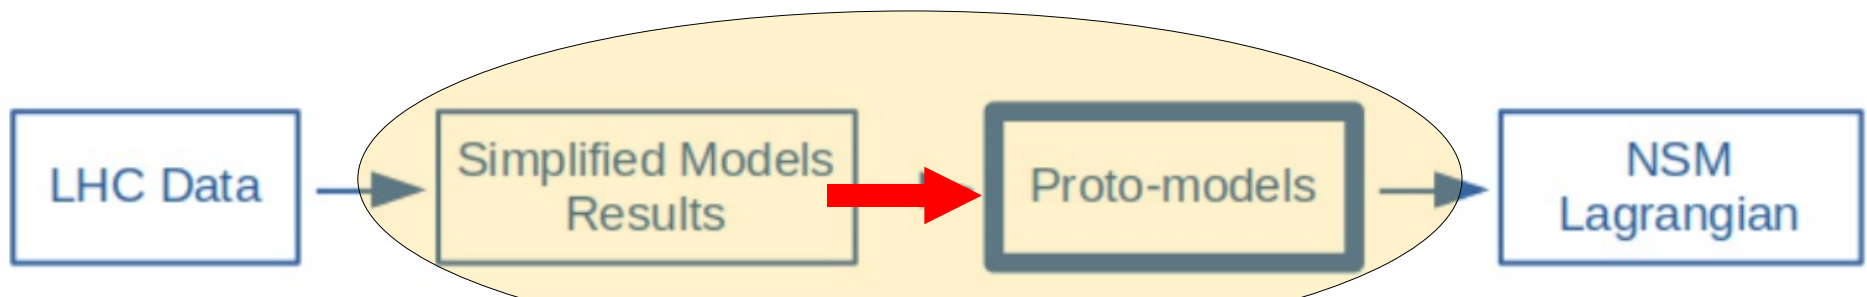 LHC Data
Simplified Models
Results
Proto-models
NSM
Lagrangian